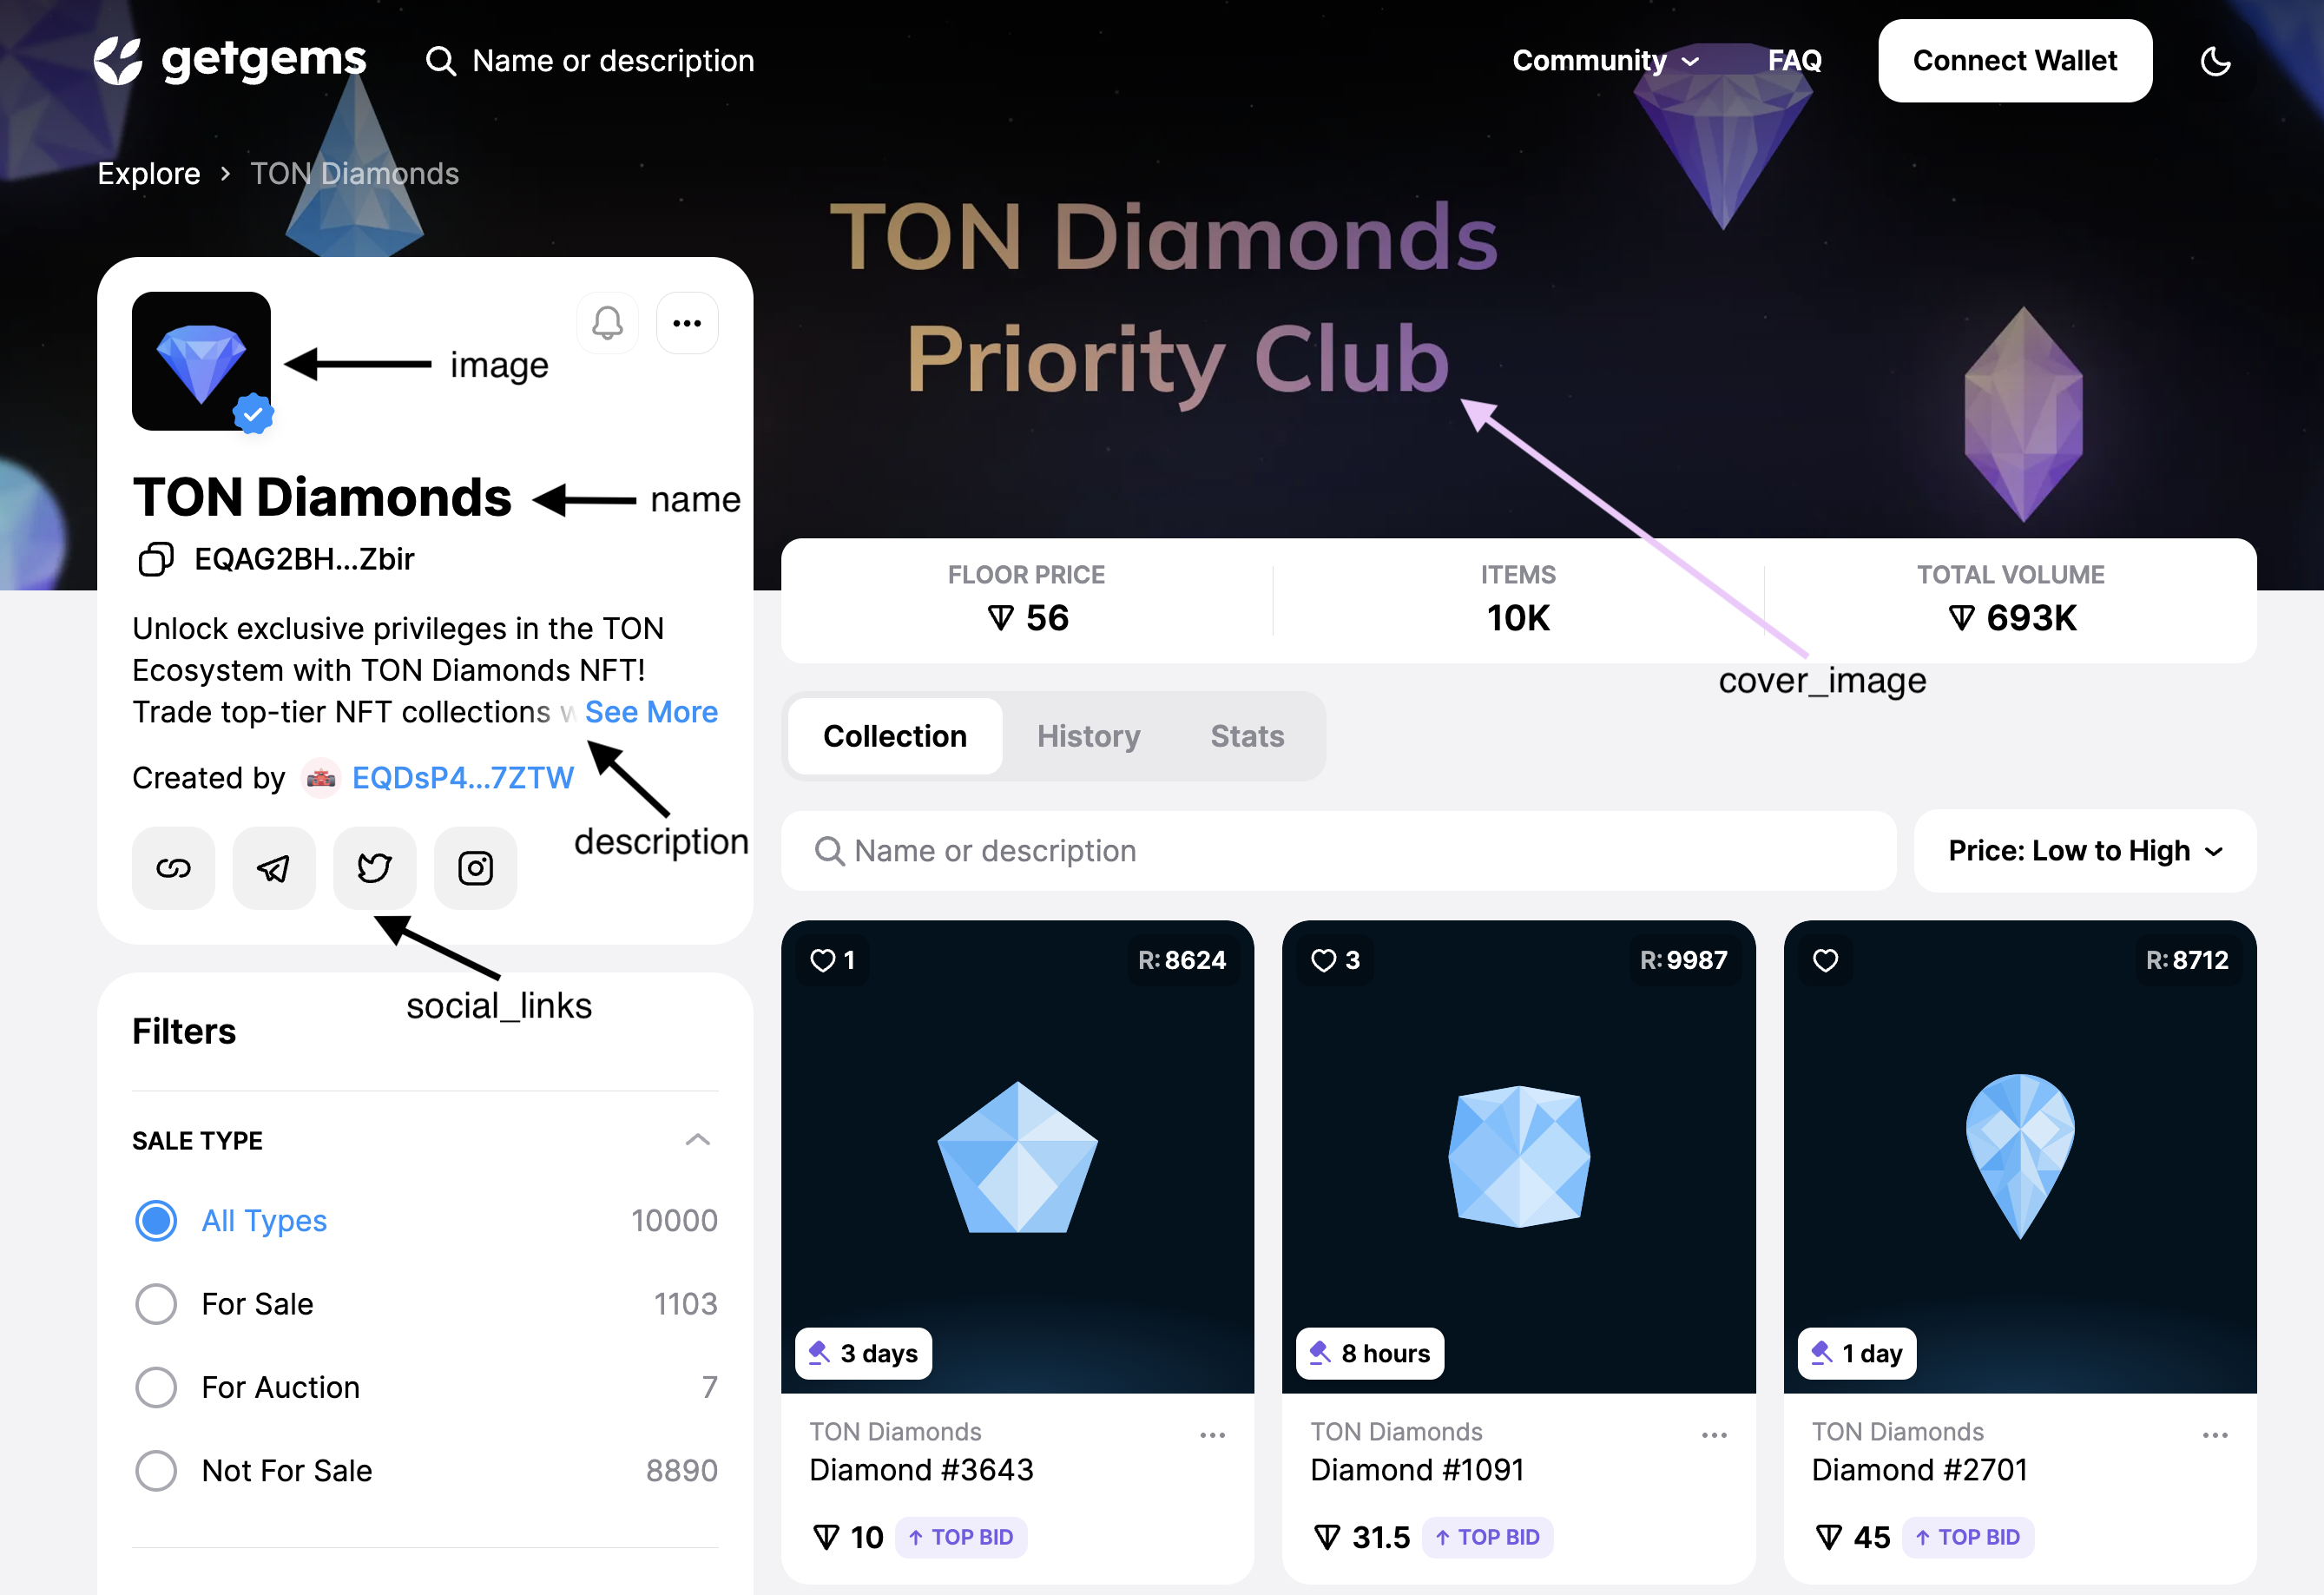 getgems
Name or description
Community
FAQ
Connect Wallet
Explore > TON Diamonds
TON Diamonds
Priority Club
image
TON Diamonds
name
EQAG2BH...Zbir
Unlock exclusive privileges in the TON
Ecosystem with TON Diamonds NFT!
Trade top-tier NFT collections w See More
Created by EQDsP4...7ZTW
description
social_links
FLOOR PRICE
56
ITEMS
10K
TOTAL VOLUME
693K
cover_image
Collection
History
Stats
Name or description
Price: Low to High
Filters
SALE TYPE
All Types 10000
For Sale 1103
For Auction 7
Not For Sale 8890
1
R: 8624
3 days
TON Diamonds
Diamond #3643
10 ↑ TOP BID
3
R: 9987
8 hours
TON Diamonds
Diamond #1091
31.5 ↑ TOP BID
R: 8712
1 day
TON Diamonds
Diamond #2701
45 ↑ TOP BID